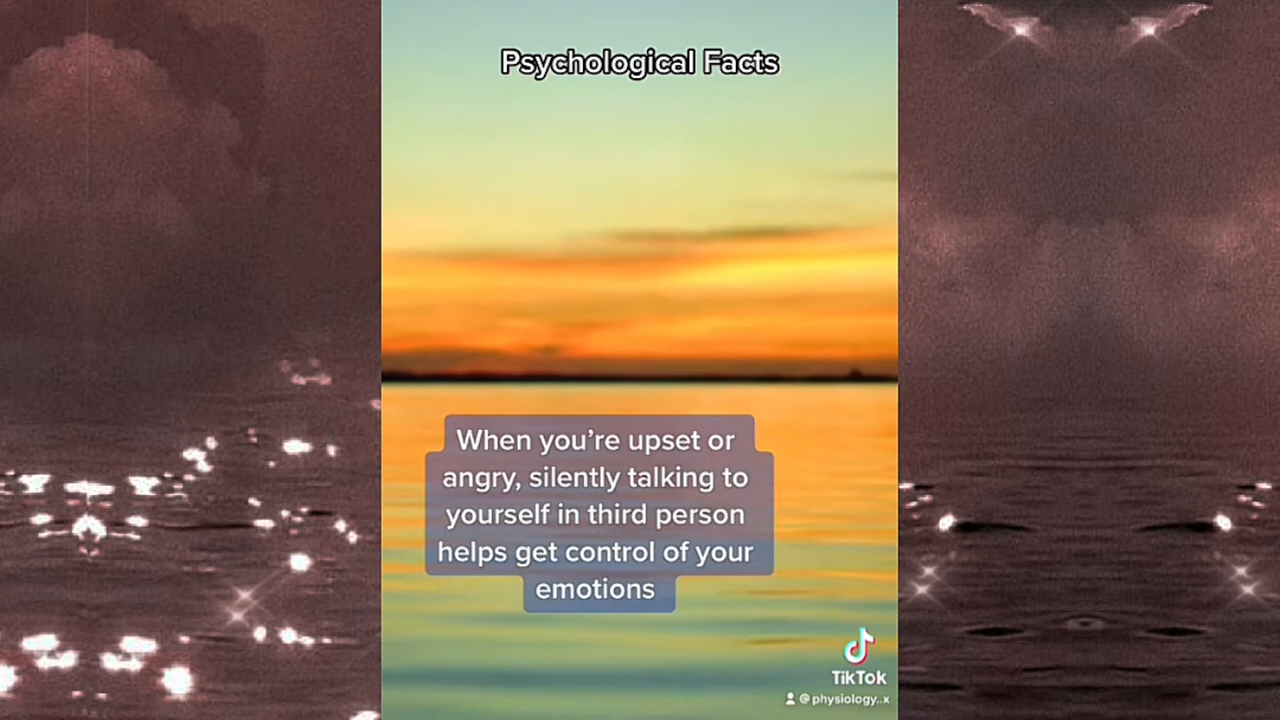 Psychological Facts
When you’re upset or
angry, silently talking to
yourself in third person
helps get control of your
emotions
TikTok
@physiology..x